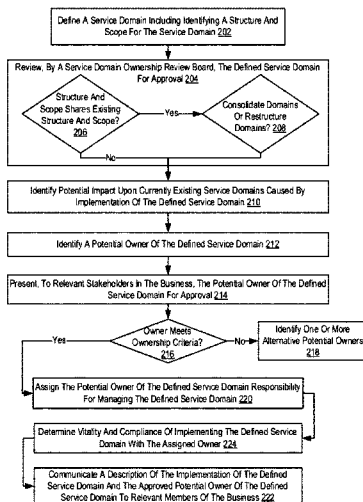 Define A Service Domain Including Identifying A Structure And
Scope For The Service Domain 202
Review, By A Service Domain Ownership Review Board, The Defined Service Domain
For Approval 204
Structure And
Scope Shares Existing
Structure And Scope?
206
Yes
Consolidate Domains
Or Restructure
Domains?
208
No
Identify Potential Impact Upon Currently Existing Service Domains Caused By
Implementation Of The Defined Service Domain
210
Identify A Potential Owner Of The Defined Service Domain 212
Present, To Relevant Stakeholders In The Business, The Potential Owner Of The Defined
Service Domain For Approval 214
Yes
Owner Meets
Ownership Criteria?
216
No
Identify One Or More
Alternative Potential Owners
218
Assign The Potential Owner Of The Defined Service Domain Responsibility
For Managing The Defined Service Domain 220
Determine Vitality And Compliance Of Implementing The Defined Service
Domain With The Assigned Owner
224
Communicate A Description Of The Implementation Of The Defined
Service Domain And The Approved Potential Owner Of The
Defined Service Domain To Relevant Members Of The Business 222